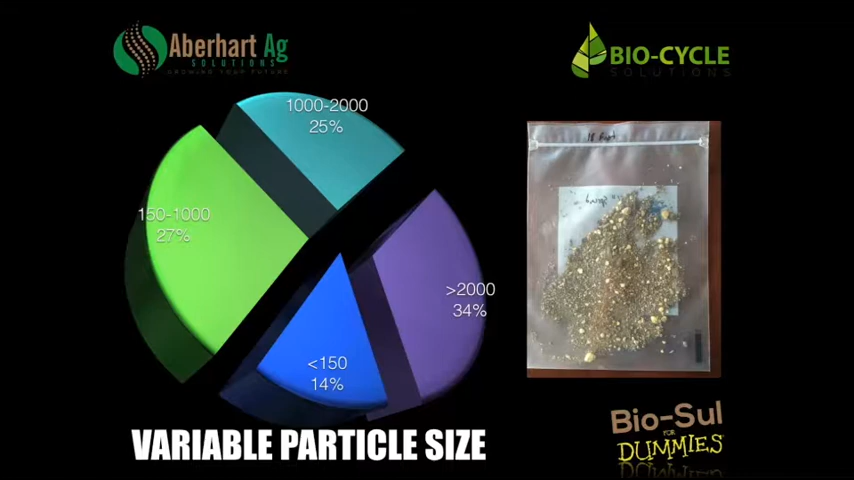 Aberhart Ag
SOLUTIONS
GROWING YOUR FUTURE
BIO-CYCLE
SOLUTIONS
1000-2000
25%
150-1000
27%
>2000
34%
<150
14%
VARIABLE PARTICLE SIZE
Bio-Sul
FOR
DUMMIES